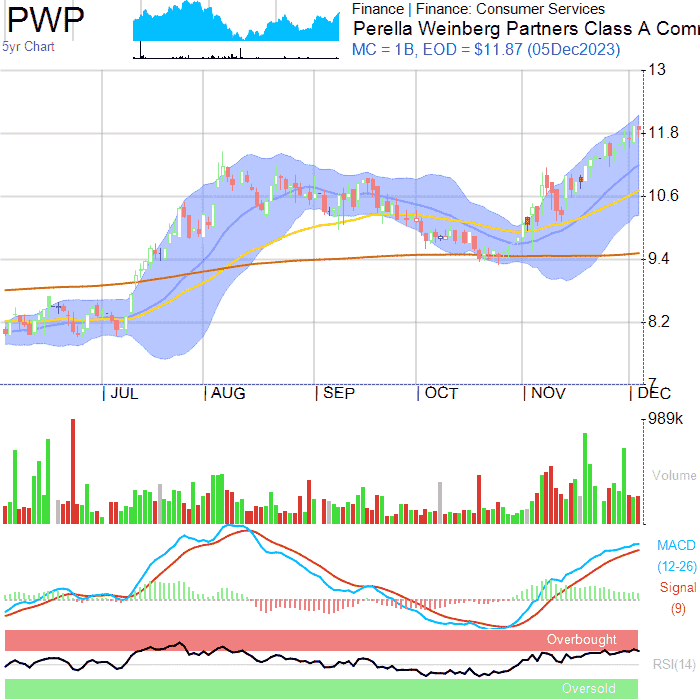 PWP
5yr Chart
Finance | Finance: Consumer Services
Perella Weinberg Partners Class A Com
MC = 1B, EOD = $11.87 (05Dec2023)
13
11.8
10.6
9.4
8.2
7
|JUL |AUG |SEP |OCT |NOV |DEC
989k
Volume
MACD
(12-26)
Signal
(9)
Overbought
RSI(14)
Oversold